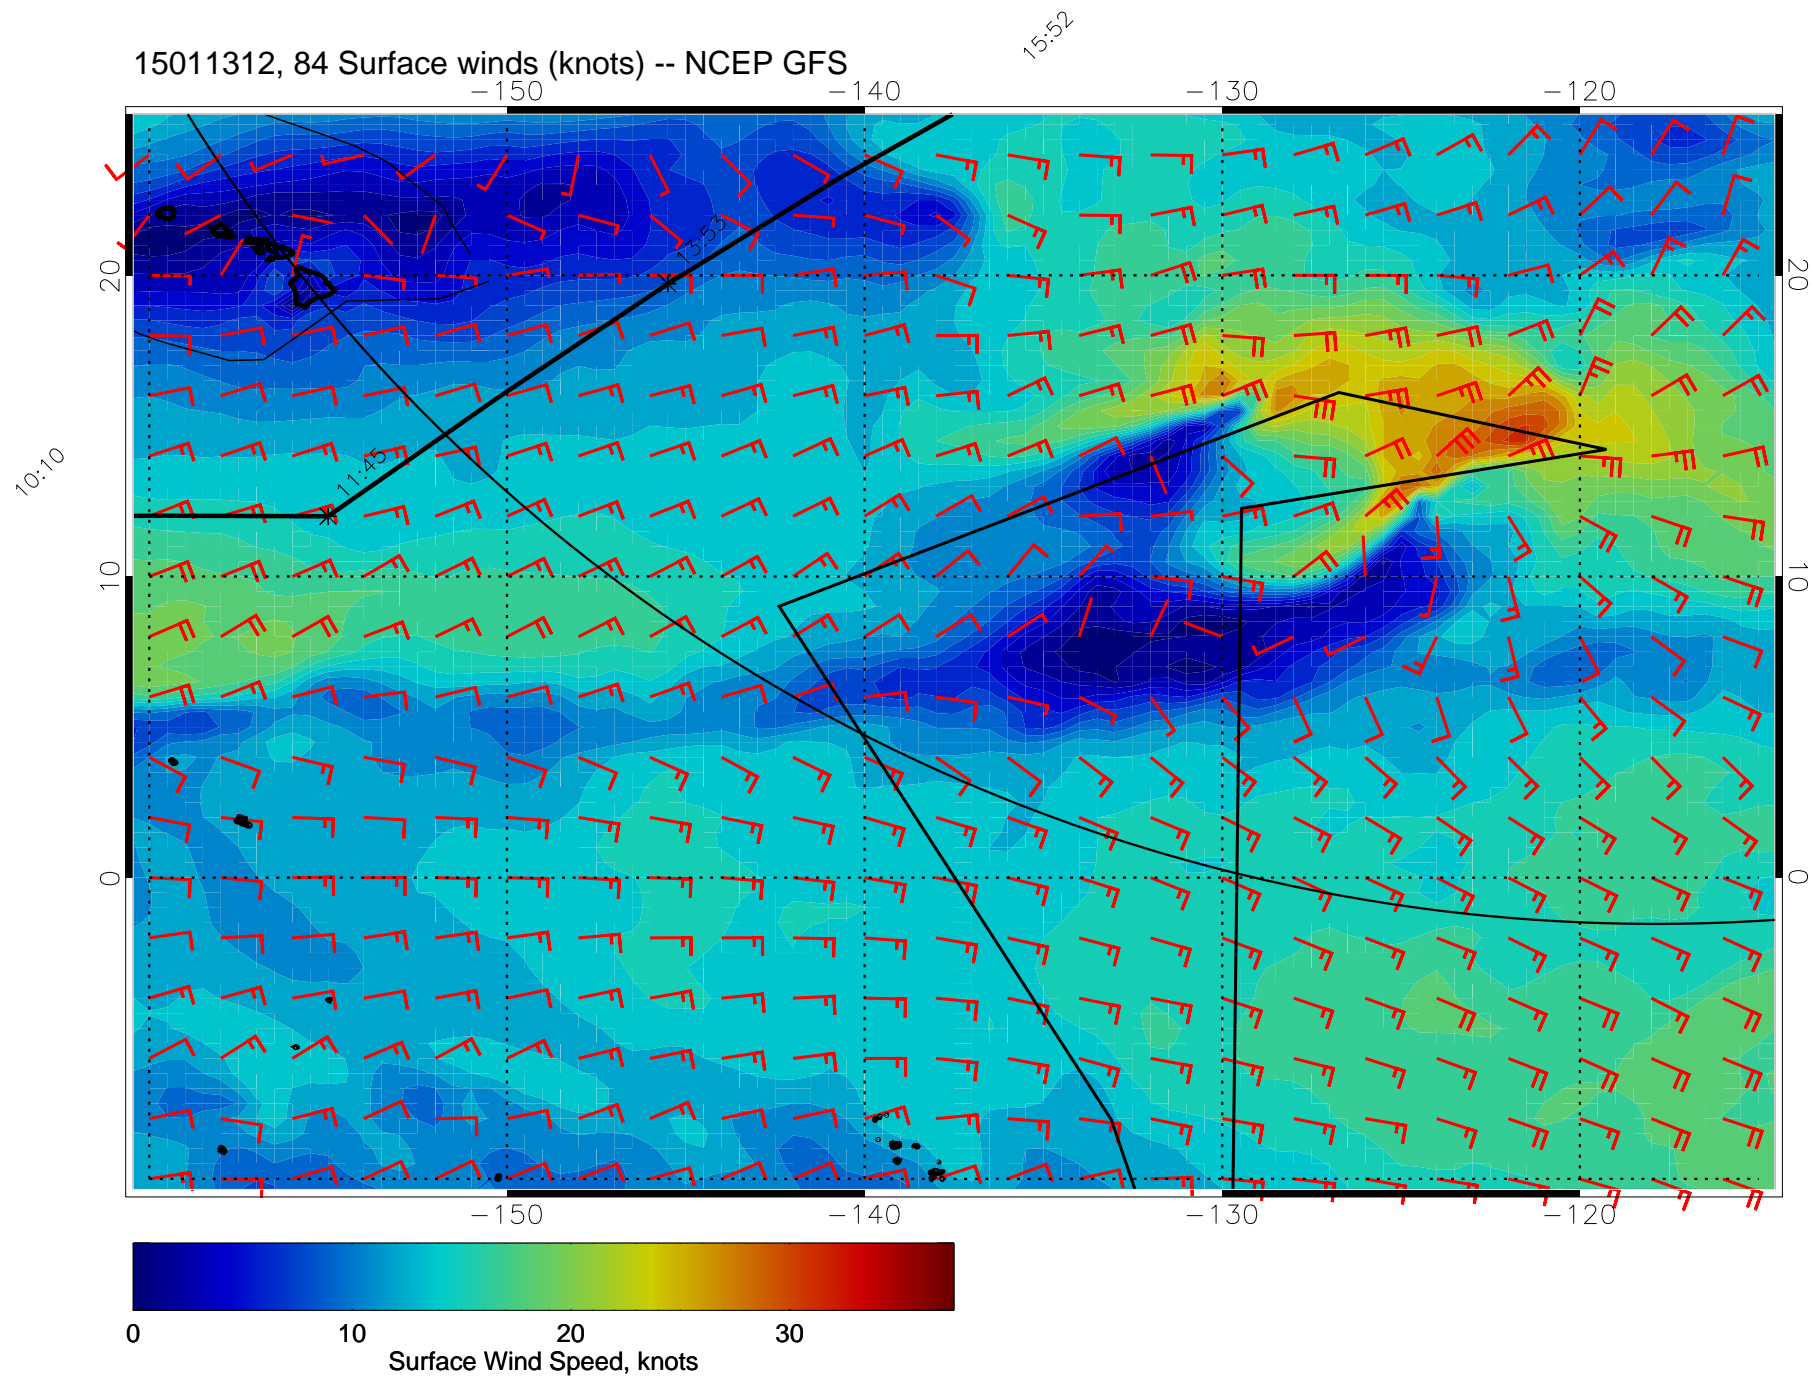 15:52
15011312, 84 Surface winds (knots) -- NCEP GFS
-150 -140 -130 -120
13:53
20 20
10:10
11:45
10 10
0 0
-150 -140 -130 -120
0 10 20 30
Surface Wind Speed, knots